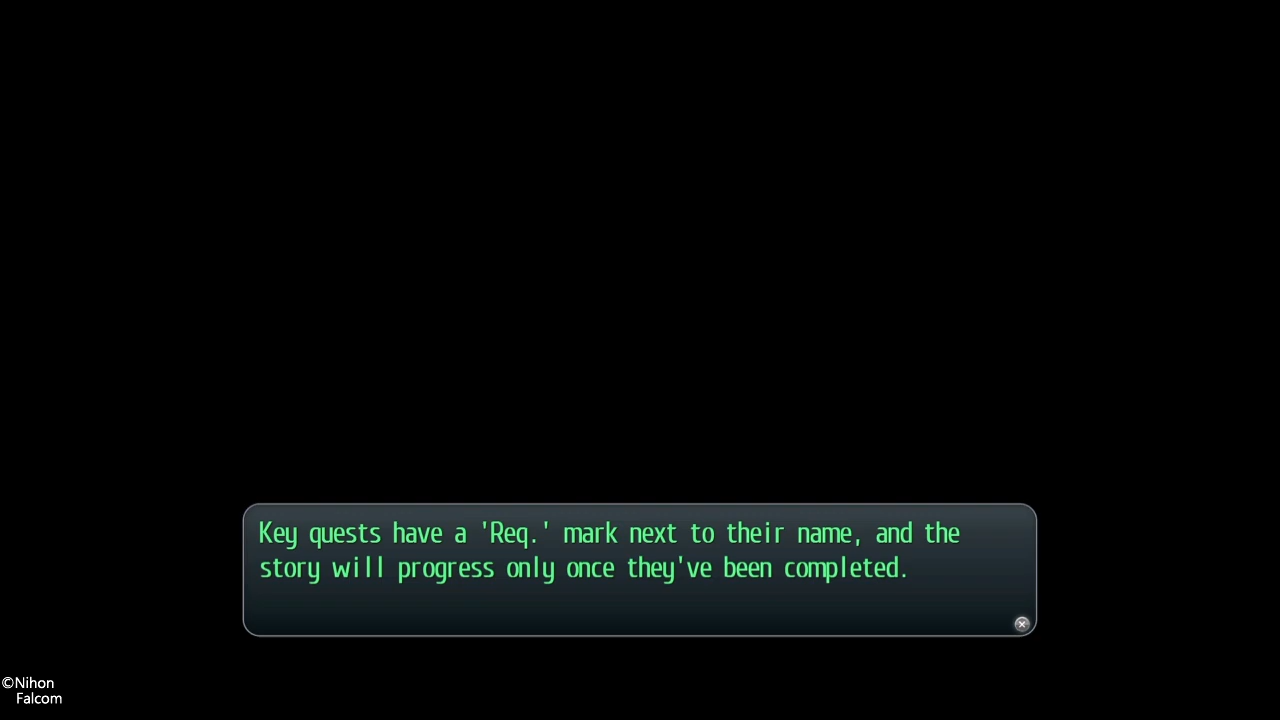 Key quests have a 'Req.' mark next to their name, and the
story will progress only once they've been completed.
©Nihon
Falcom